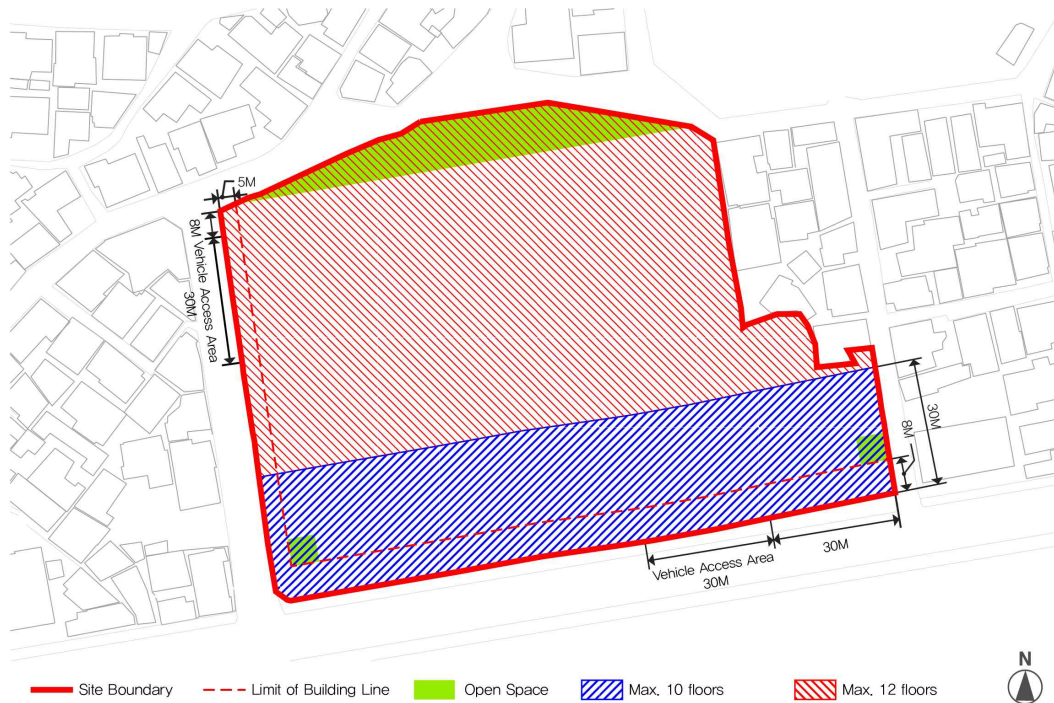 5M
8M
Vehicle Access Area
30M
30M
8M
30M
Vehicle Access Area
30M
N
Site Boundary
Limit of Building Line
Open Space
Max. 10 floors
Max. 12 floors